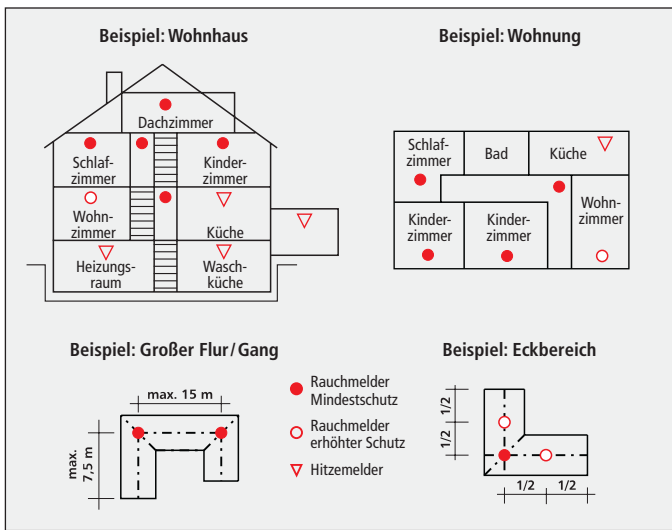 Beispiel: Wohnhaus
Dachzimmer
Schlaf-
zimmer
Kinder-
zimmer
Wohn-
zimmer
Küche
Heizungs-
raum
Wasch-
küche
Beispiel: Wohnung
Schlaf-
zimmer
Bad
Küche
Wohn-
zimmer
Kinder-
zimmer
Kinder-
zimmer
Beispiel: Großer Flur/Gang
max. 15 m
max.
7,5 m
Rauchmelder
Mindestschutz
Rauchmelder
erhöhter Schutz
Hitzemelder
Beispiel: Eckbereich
1/2
1/2
1/2
1/2